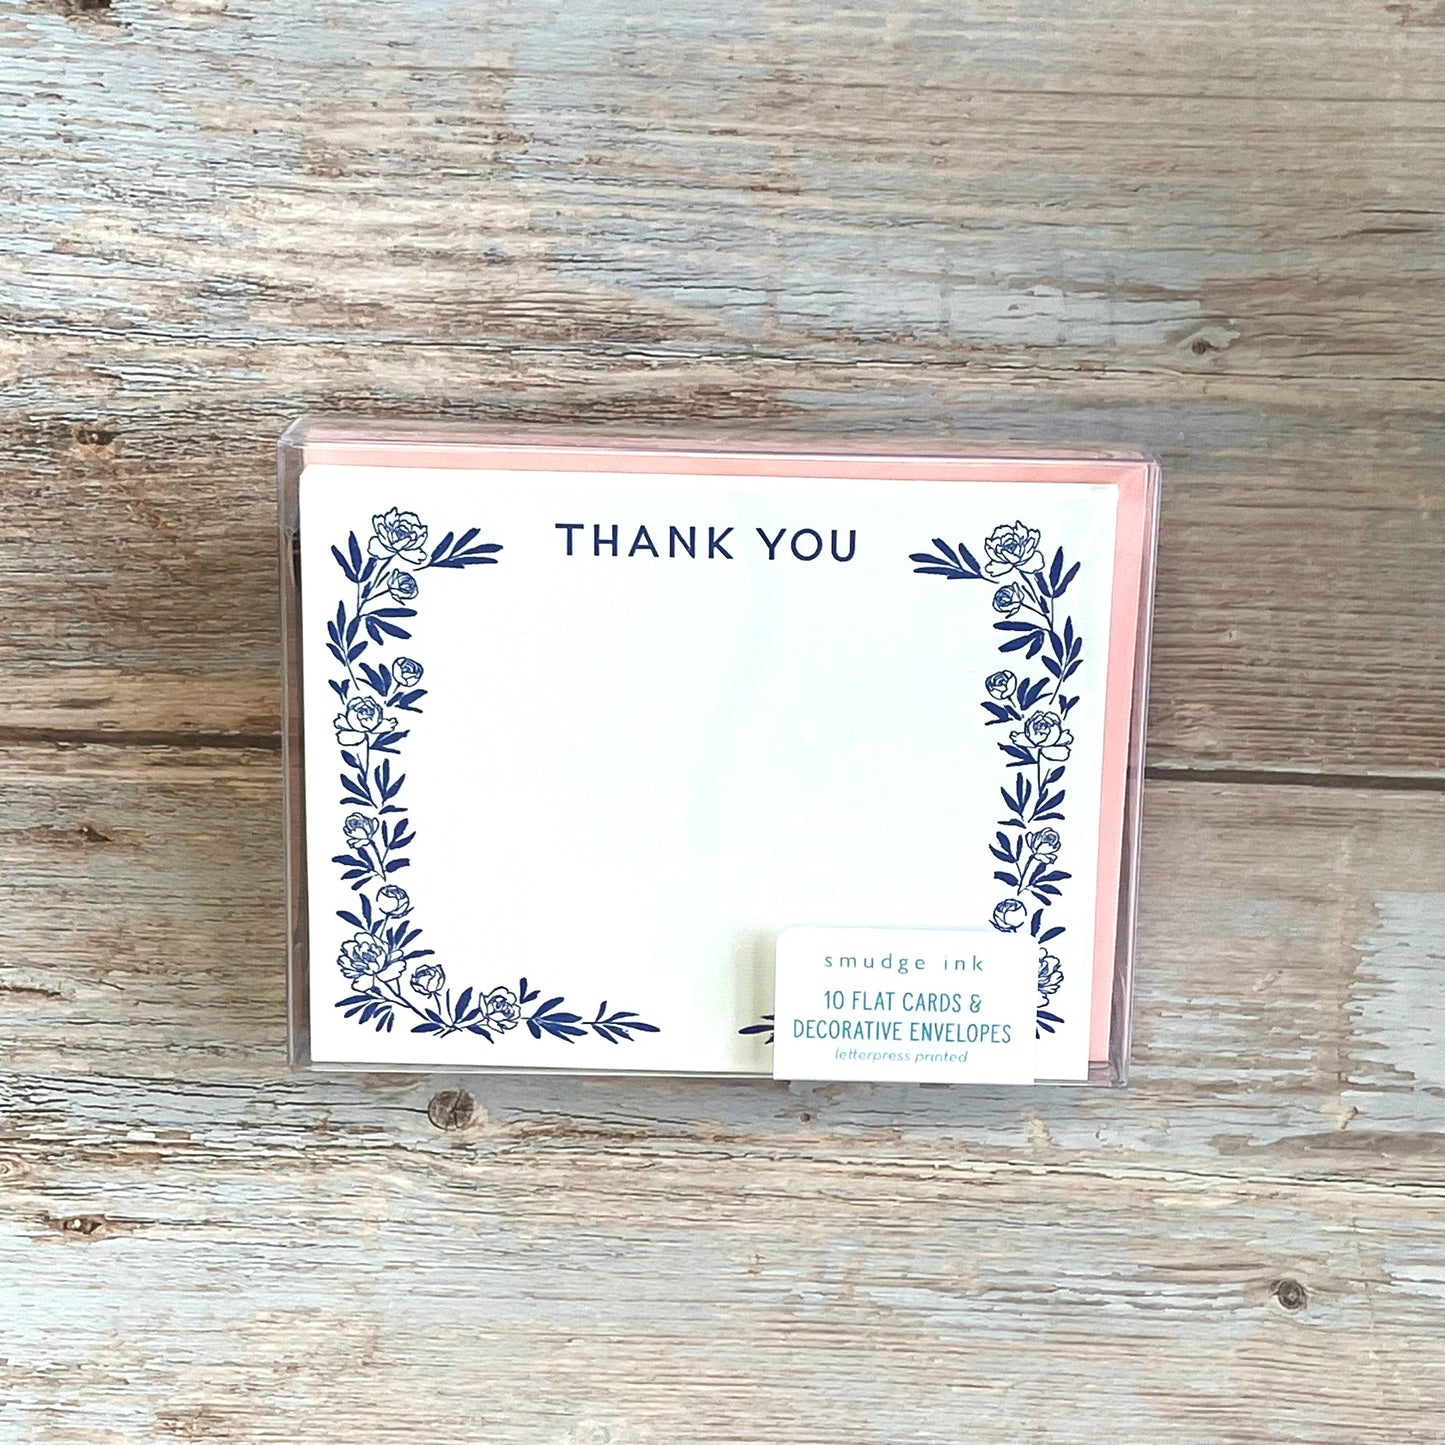 THANK YOU
smudge ink
10 FLAT CARDS &
DECORATIVE ENVELOPES
letterpress printed